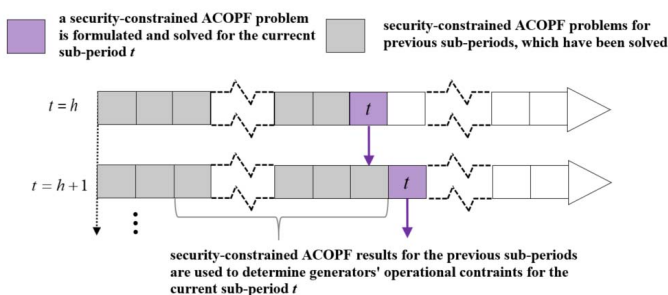 a security-constrained ACOPF problem
is formulated and solved for the currecnt
sub-period t
security-constrained ACOPF problems for
previous sub-periods, which have been solved
t = h
t
t = h + 1
t
security-constrained ACOPF results for the previous sub-periods
are used to determine generators' operational contraints for the
current sub-period t